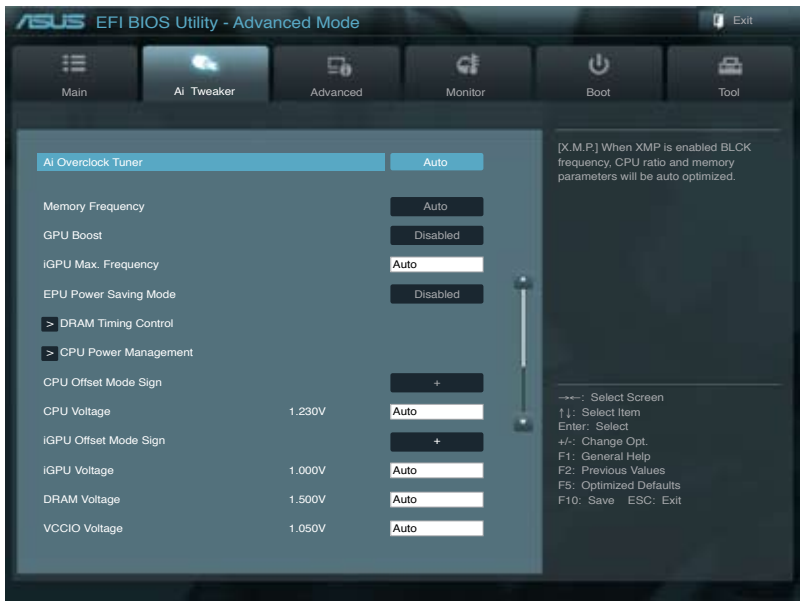 ASUS EFI BIOS Utility - Advanced Mode
Exit
Main
Ai Tweaker
Advanced
Monitor
Boot
Tool
Ai Overclock Tuner Auto
Memory Frequency Auto
GPU Boost Disabled
iGPU Max. Frequency Auto
EPU Power Saving Mode Disabled
> DRAM Timing Control
> CPU Power Management
CPU Offset Mode Sign +
CPU Voltage 1.230V Auto
iGPU Offset Mode Sign +
iGPU Voltage 1.000V Auto
DRAM Voltage 1.500V Auto
VCCIO Voltage 1.050V Auto
[X.M.P.] When XMP is enabled BLCK
frequency, CPU ratio and memory
parameters will be auto optimized.
→←: Select Screen
↑↓: Select Item
Enter: Select
+/-: Change Opt.
F1: General Help
F2: Previous Values
F5: Optimized Defaults
F10: Save ESC: Exit